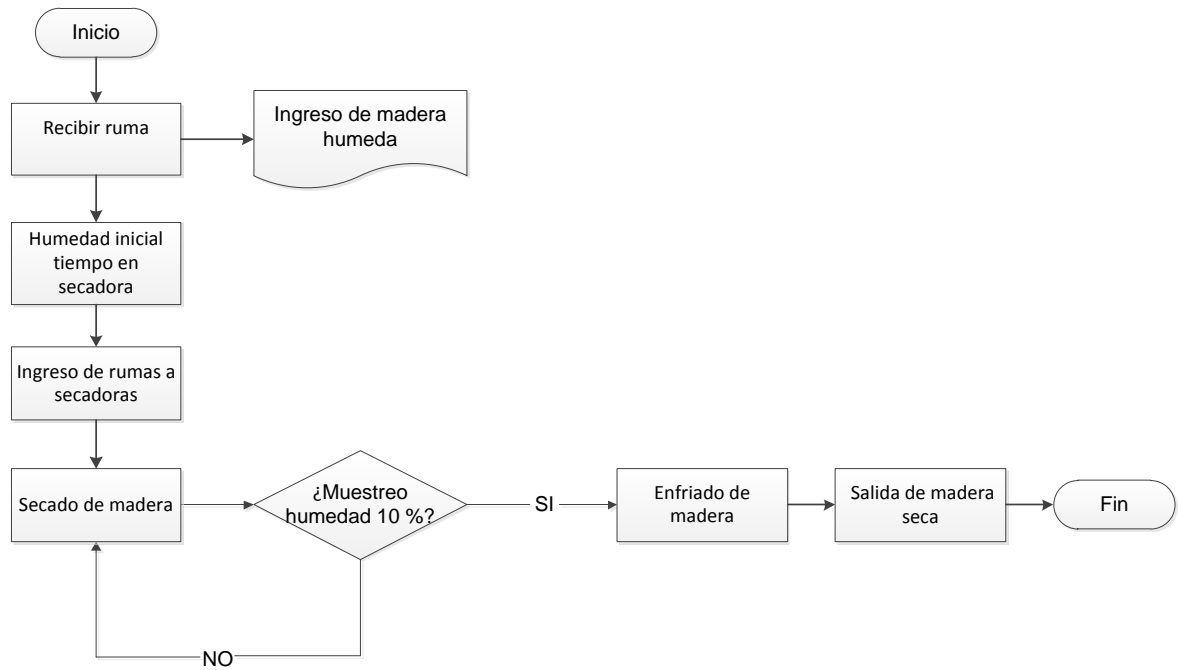 Inicio
Recibir ruma
Ingreso de madera
humeda
Humedad inicial
tiempo en
secadora
Ingreso de rumas a
secadoras
Secado de madera
¿Muestreo
humedad 10 %?
SI
Enfriado de
madera
Salida de madera
seca
Fin
NO